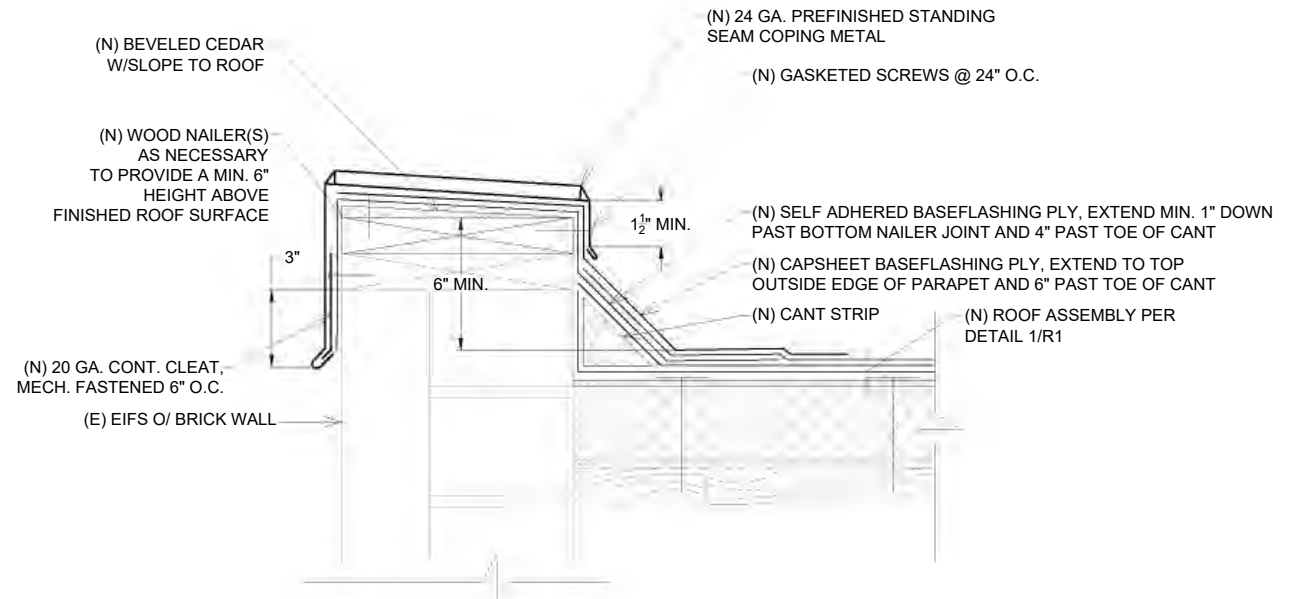 (N) 24 GA. PREFINISHED STANDING
SEAM COPING METAL
(N) BEVELED CEDAR
W/SLOPE TO ROOF
(N) GASKETED SCREWS @ 24" O.C.
(N) WOOD NAILER(S)
AS NECESSARY
TO PROVIDE A MIN. 6"
HEIGHT ABOVE
FINISHED ROOF SURFACE
1 1/2" MIN.
(N) SELF ADHERED BASEFLASHING PLY, EXTEND MIN. 1" DOWN
PAST BOTTOM NAILER JOINT AND 4" PAST TOE OF CANT
3"
6" MIN.
(N) CAPSHEET BASEFLASHING PLY, EXTEND TO TOP
OUTSIDE EDGE OF PARAPET AND 6" PAST TOE OF CANT
(N) CANT STRIP
(N) ROOF ASSEMBLY PER
DETAIL 1/R1
(N) 20 GA. CONT. CLEAT,
MECH. FASTENED 6" O.C.
(E) EIFS O/ BRICK WALL